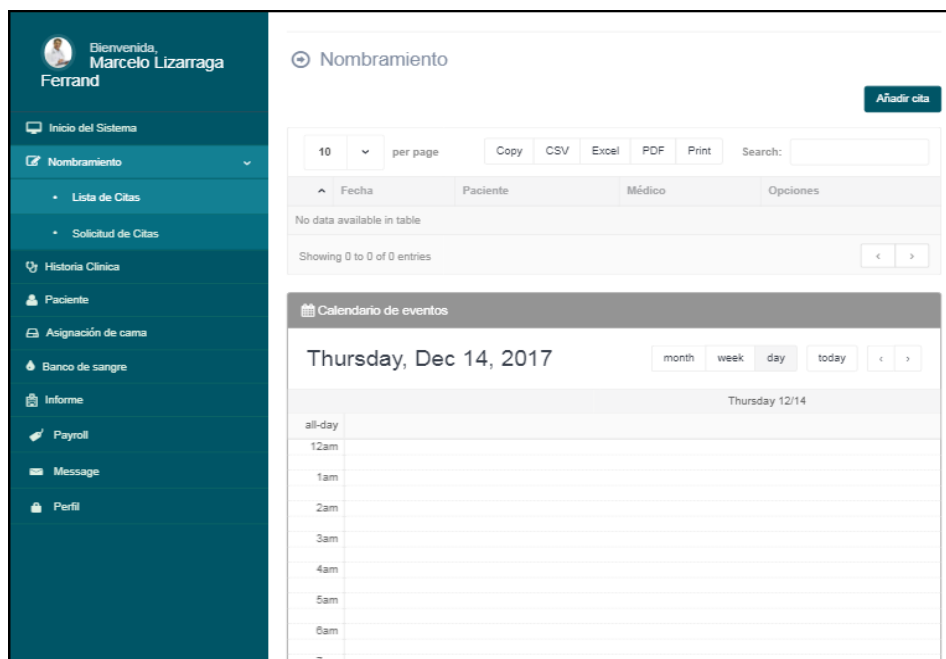 Bienvenida,
Marcelo Lizarraga
Ferrand
Inicio del Sistema
Nombramiento
Lista de Citas
Solicitud de Citas
Historia Clinica
Paciente
Asignación de cama
Banco de sangre
Informe
Payroll
Message
Perfil
Nombramiento
Añadir cita
10 per page Copy CSV Excel PDF Print Search:
Fecha Paciente Médico Opciones
No data available in table
Showing 0 to 0 of 0 entries
Calendario de eventos
Thursday, Dec 14, 2017 month week day today
Thursday 12/14
all-day
12am
1am
2am
3am
4am
5am
6am